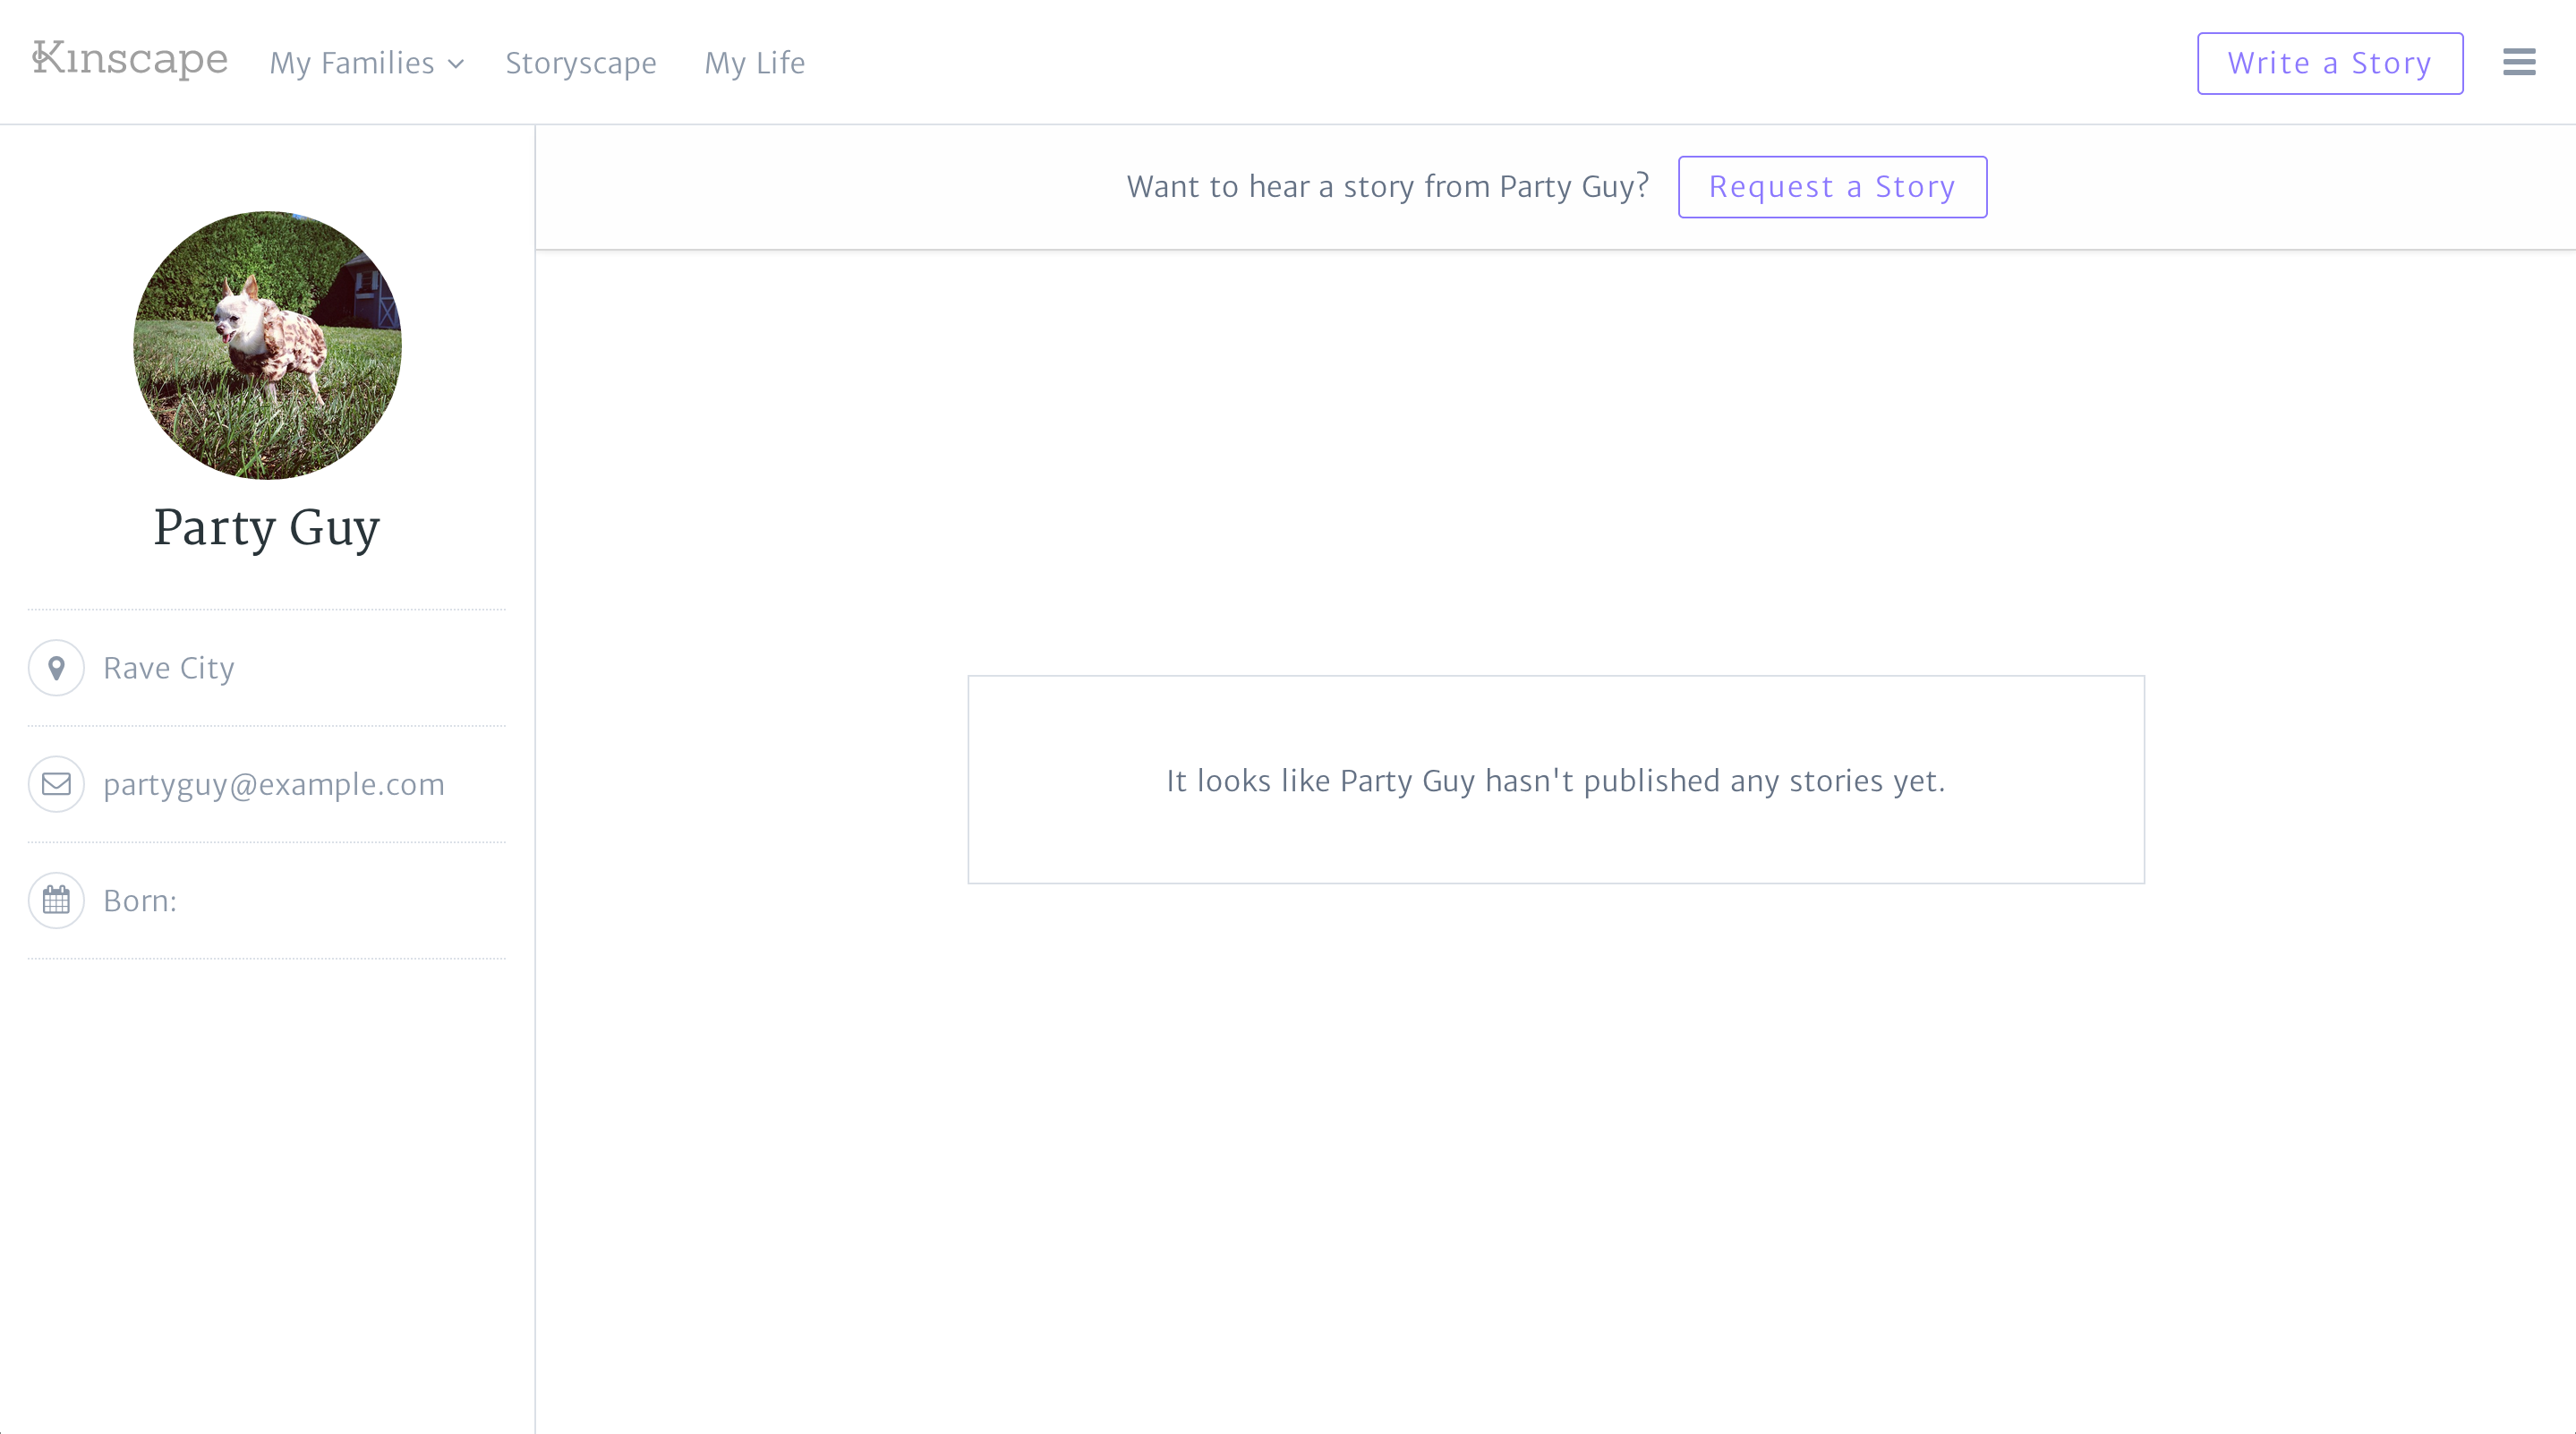 Kinscape
My Families
Storyscape
My Life
Write a Story
Want to hear a story from Party Guy?
Request a Story
Party Guy
Rave City
partyguy@example.com
Born:
It looks like Party Guy hasn't published any stories yet.